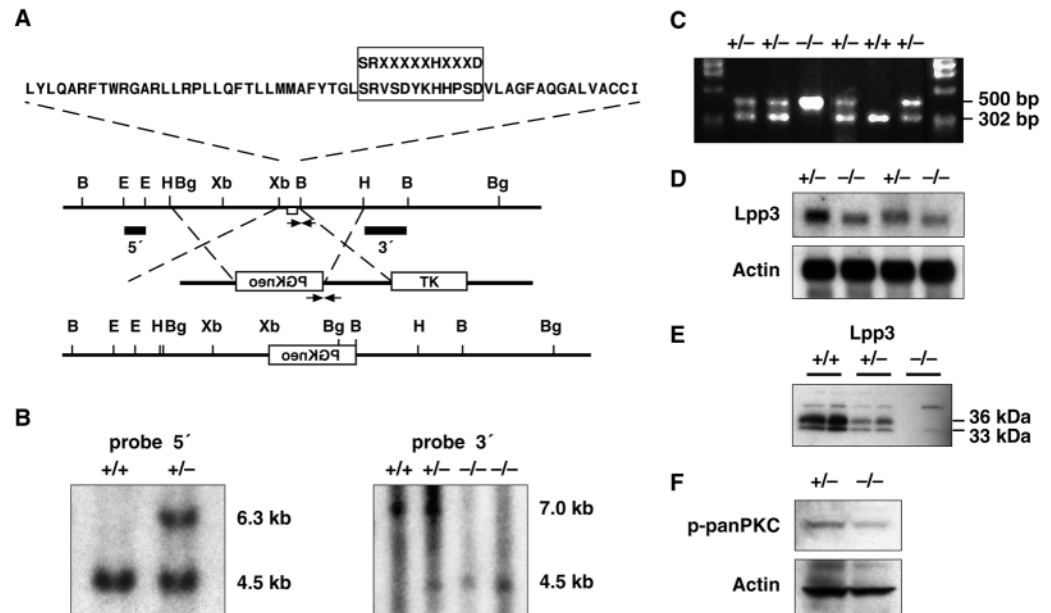 A
SRXXXXXHXXXD
LYLQARFTWRGARLLRPLLQFTLLMMAFYTGLSRVSDYKHHPSDVLAGFAQGALVACCI
B E E H Bg Xb Xb B H B Bg
5´ 3´
PGKneo TK
B E E H Bg Xb Xb Bg B H B Bg
PGKneo
B
probe 5´
+/+ +/–
6.3 kb
4.5 kb
probe 3´
+/+ +/– –/– –/–
7.0 kb
4.5 kb
C
+/– +/– –/– +/– +/+ +/–
500 bp
302 bp
D
+/– –/– +/– –/–
Lpp3
Actin
E
Lpp3
+/+ +/– –/–
36 kDa
33 kDa
F
+/– –/–
p-panPKC
Actin